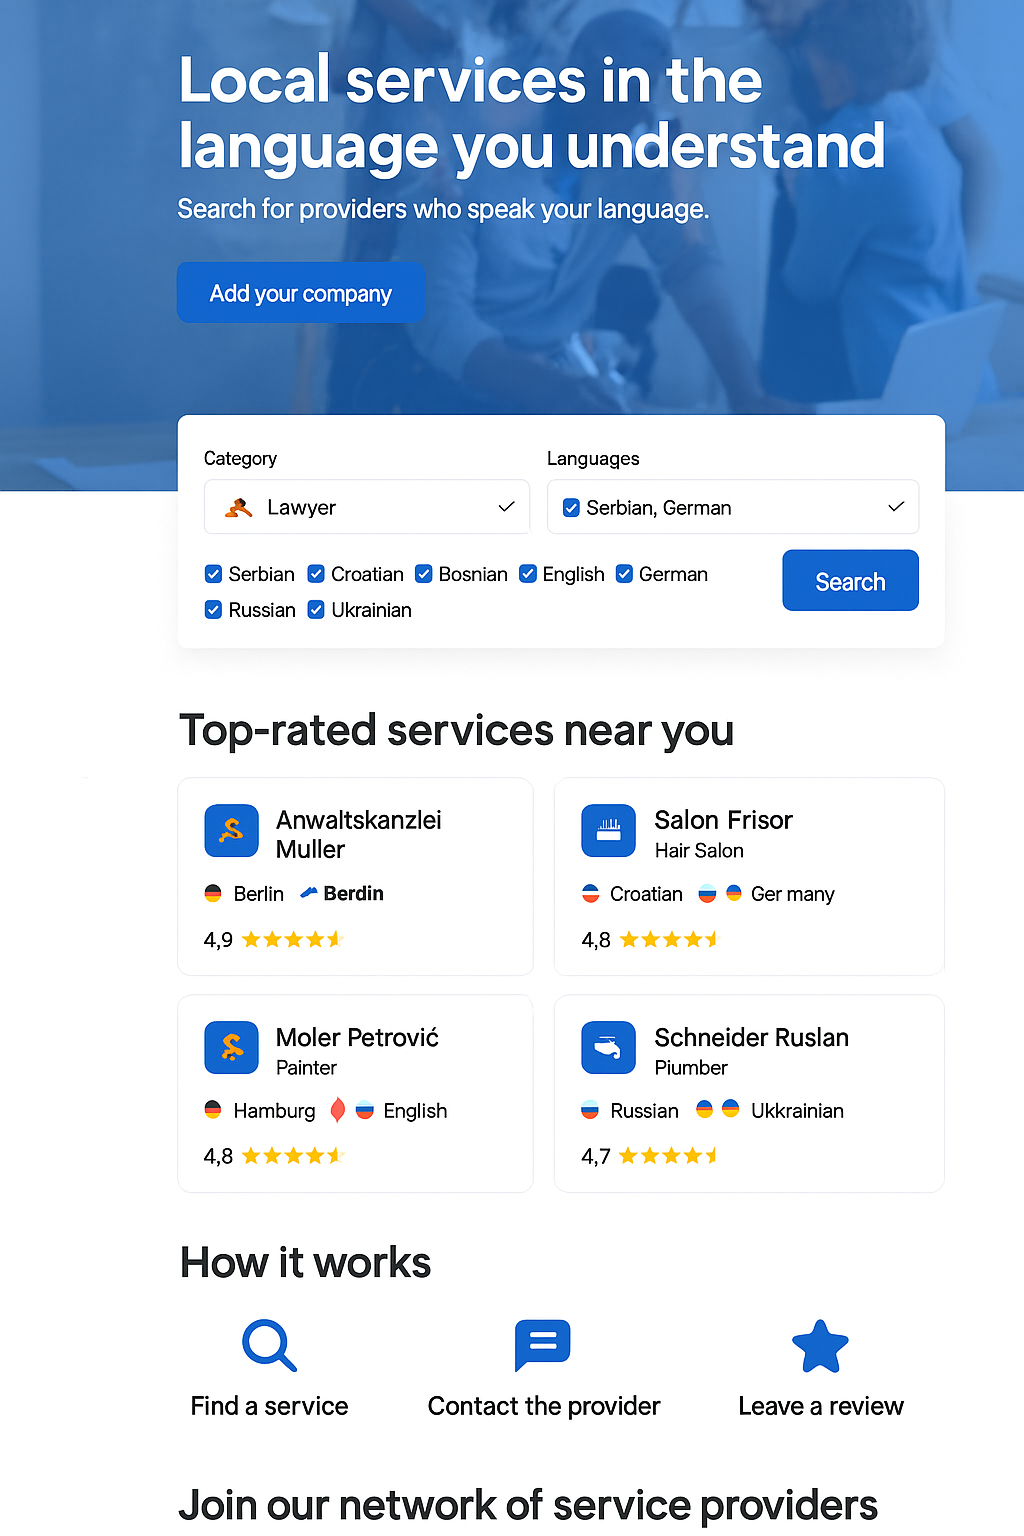 Local services in the
language you understand
Search for providers who speak your language.
Add your company
Category
Languages
Lawyer
Serbian, German
Serbian Croatian Bosnian English German
Russian Ukrainian
Search
Top-rated services near you
Anwaltskanzlei
Muller
Berlin Berdin
4,9
Salon Frisor
Hair Salon
Croatian Ger many
4,8
Moler Petrović
Painter
Hamburg English
4,8
Schneider Ruslan
Piumber
Russian Ukkrainian
4,7
How it works
Find a service
Contact the provider
Leave a review
Join our network of service providers